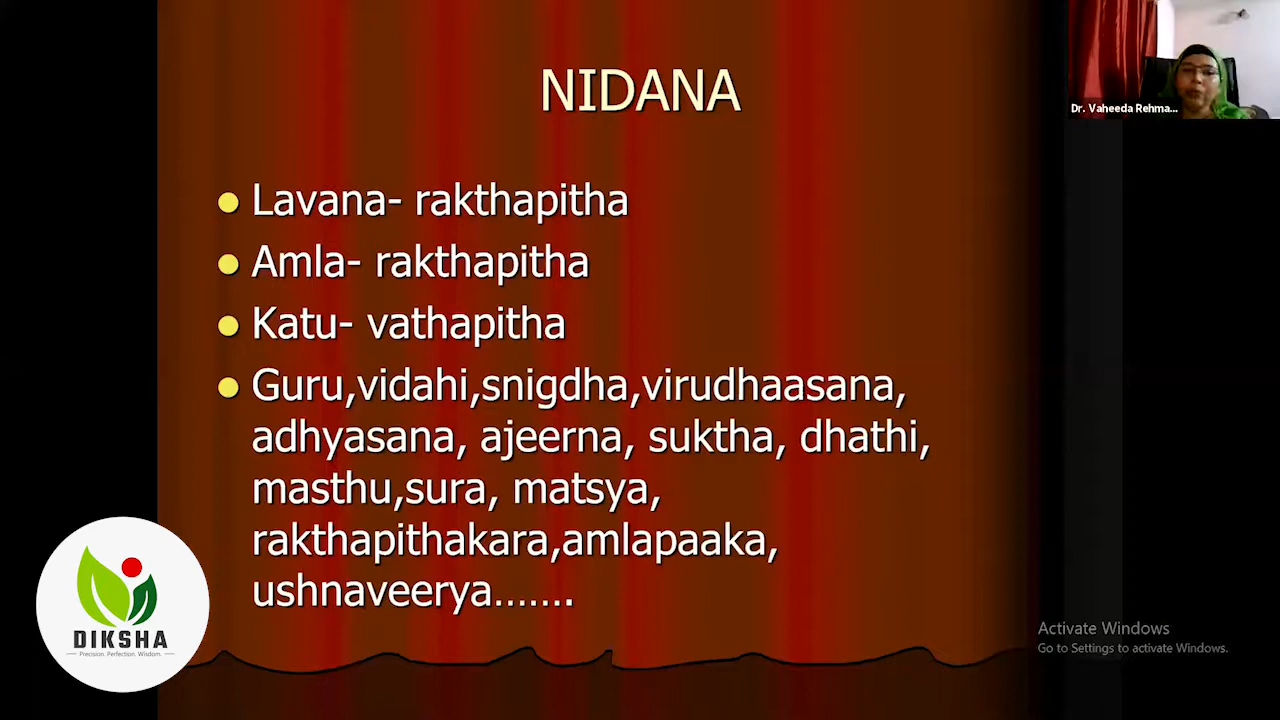 NIDANA
Dr. Vaheeda Rehma...
Lavana- rakthapitha
Amla- rakthapitha
Katu- vathapitha
Guru,vidahi,snigdha,virudhaasana,
adhyasana, ajeerna, suktha, dhathi,
masthu,sura, matsya,
rakthapithakara,amlapaaka,
ushnaveerya.......
DIKSHA
Precision. Perfection. Wisdom.
Activate Windows
Go to Settings to activate Windows.